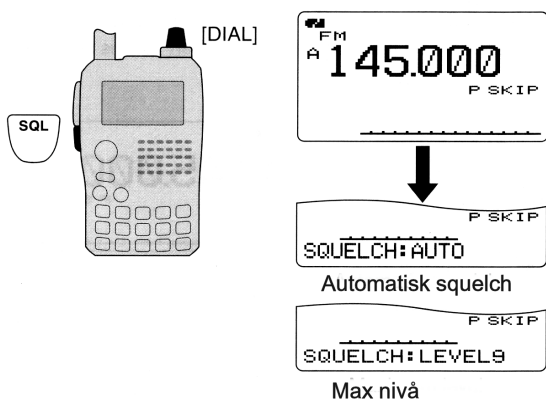 [DIAL]
SQL
FM
A 145.000
P SKIP
P SKIP
SQUELCH:AUTO
Automatisk squelch
P SKIP
SQUELCH:LEVEL9
Max nivå